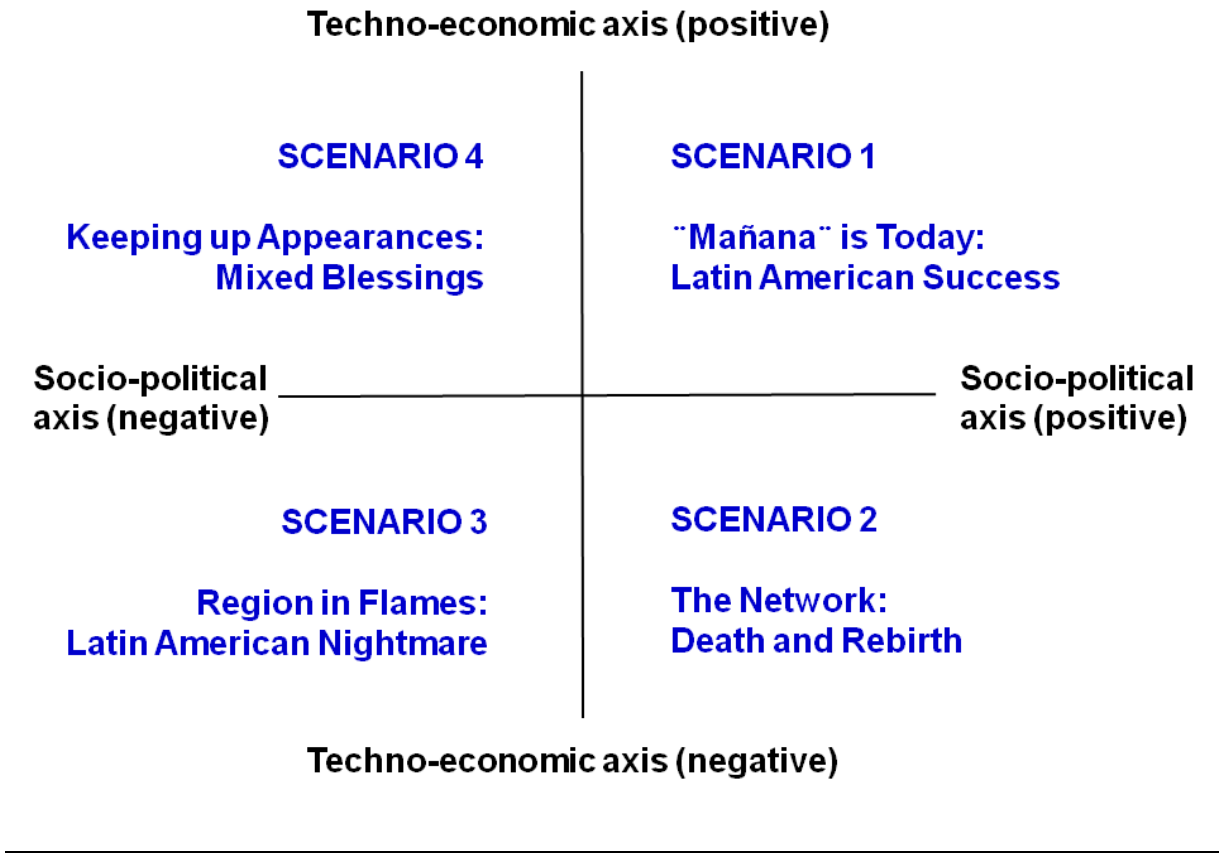 Techno-economic axis (positive)
SCENARIO 4
Keeping up Appearances:
Mixed Blessings
SCENARIO 1
¨Mañana¨ is Today:
Latin American Success
Socio-political
axis (negative)
Socio-political
axis (positive)
SCENARIO 3
Region in Flames:
Latin American Nightmare
SCENARIO 2
The Network:
Death and Rebirth
Techno-economic axis (negative)